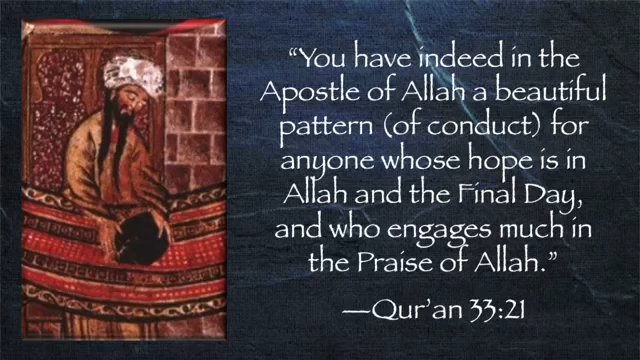 “You have indeed in the
Apostle of Allah a beautiful
pattern (of conduct) for
anyone whose hope is in
Allah and the Final Day,
and who engages much in
the Praise of Allah.”
—Qur’an 33:21